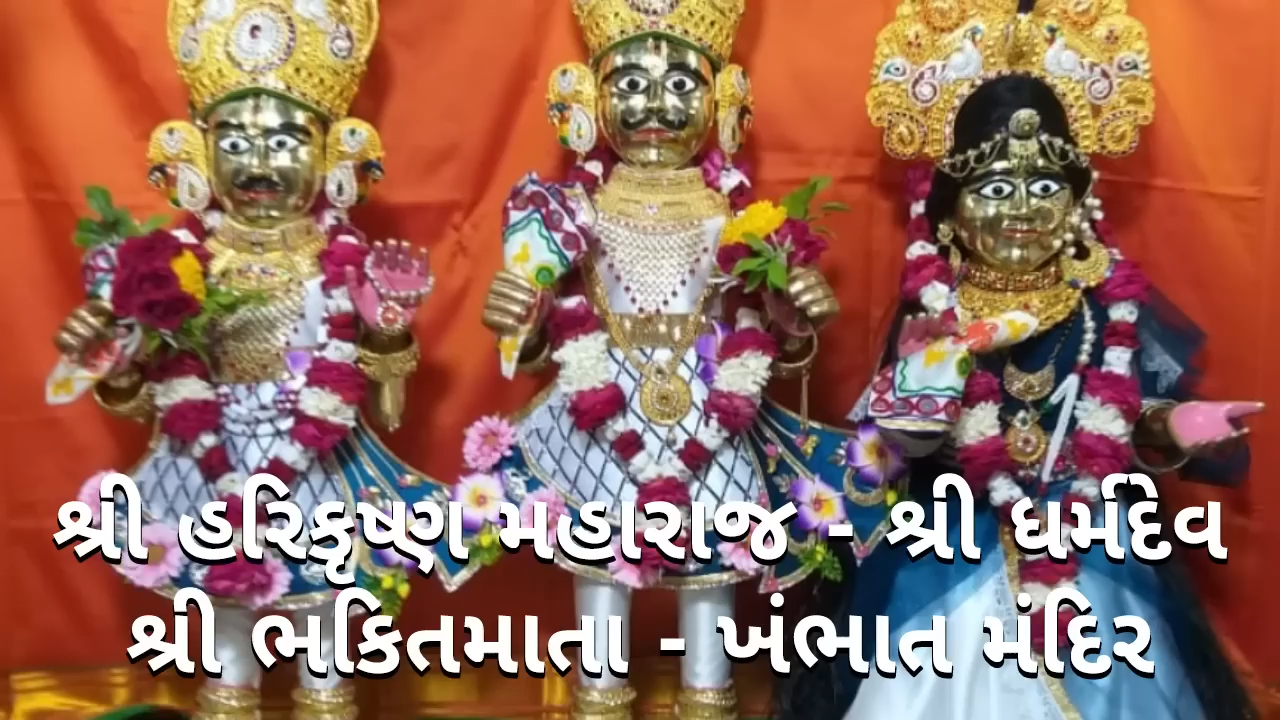 શ્રી હરિકૃષ્ણ મહારાજ - શ્રી ધર્મદેવ
શ્રી ભકિતમાતા - ખંભાત મંદિર